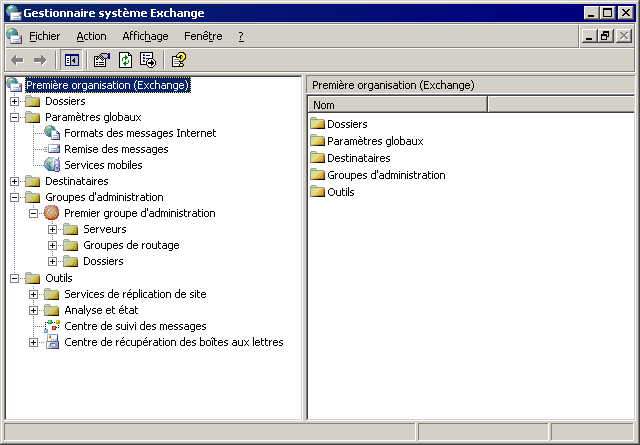 Gestionnaire système Exchange
Fichier Action Affichage Fenêtre ?
Première organisation (Exchange)
Dossiers
Paramètres globaux
Formats des messages Internet
Remise des messages
Services mobiles
Destinataires
Groupes d'administration
Premier groupe d'administration
Serveurs
Groupes de routage
Dossiers
Outils
Services de réplication de site
Analyse et état
Centre de suivi des messages
Centre de récupération des boîtes aux lettres
Première organisation (Exchange)
Nom
Dossiers
Paramètres globaux
Destinataires
Groupes d'administration
Outils